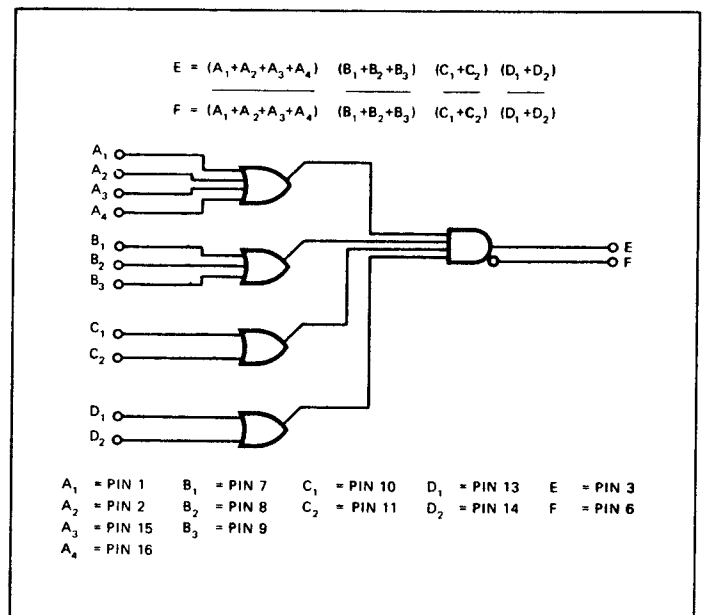 E = (A₁+A₂+A₃+A₄) (B₁+B₂+B₃) (C₁+C₂) (D₁+D₂)
F = (A₁+A₂+A₃+A₄) (B₁+B₂+B₃) (C₁+C₂) (D₁+D₂)
A₁
A₂
A₃
A₄
B₁
B₂
B₃
C₁
C₂
D₁
D₂
E
F
A₁ = PIN 1 B₁ = PIN 7 C₁ = PIN 10 D₁ = PIN 13 E = PIN 3
A₂ = PIN 2 B₂ = PIN 8 C₂ = PIN 11 D₂ = PIN 14 F = PIN 6
A₃ = PIN 15 B₃ = PIN 9
A₄ = PIN 16